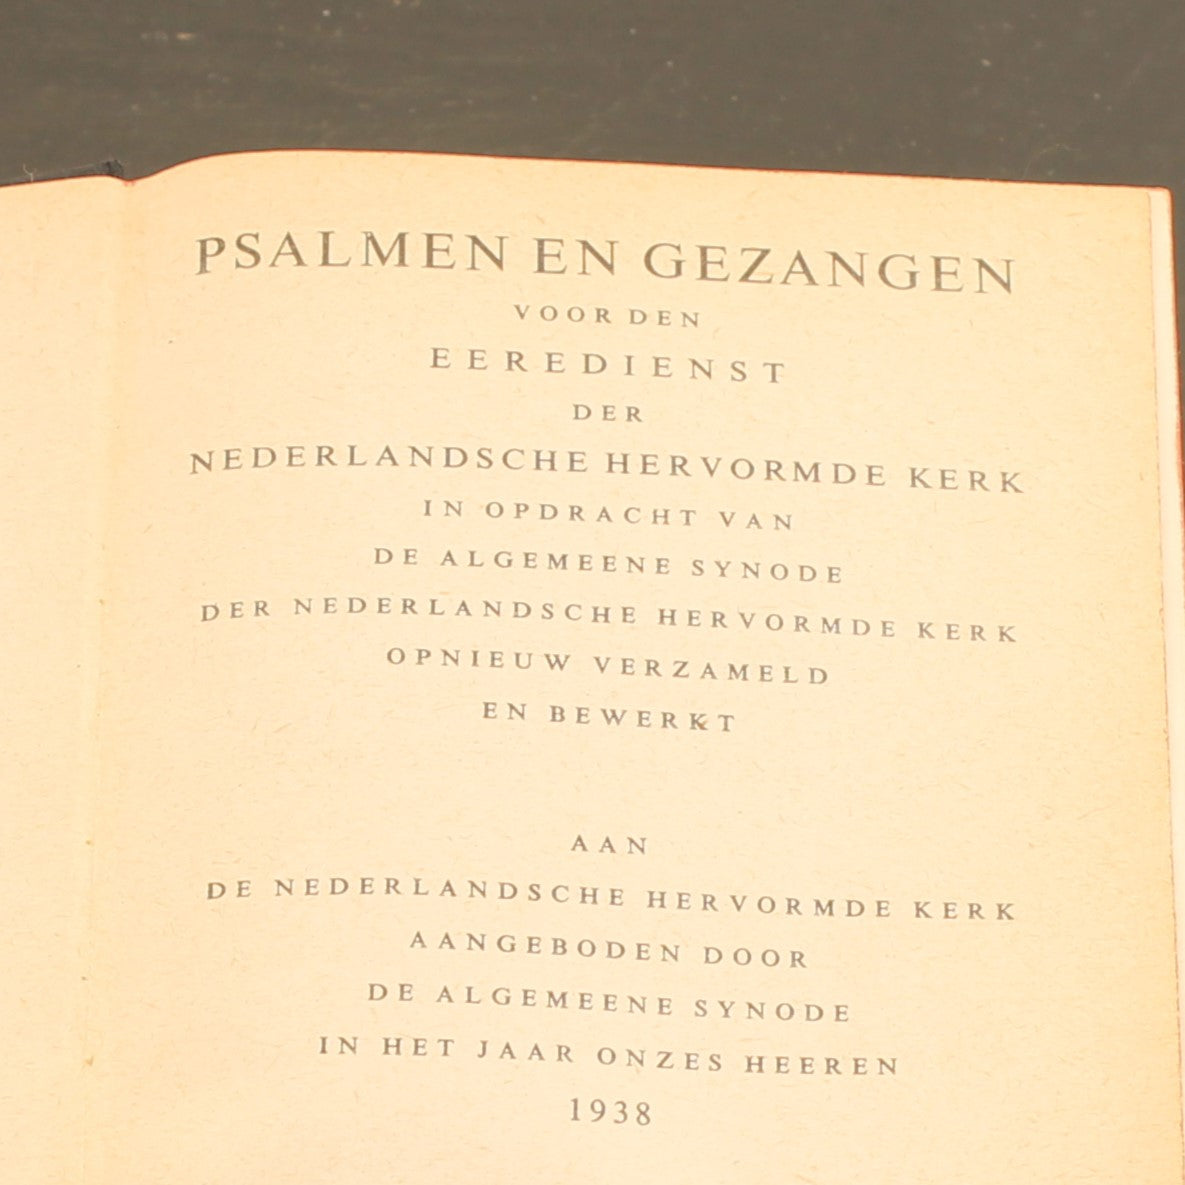 PSALMEN EN GEZANGEN
VOOR DEN
EEREDIENST
DER
NEDERLANDSCHE HERVORMDE KERK
IN OPDRACHT VAN
DE ALGEMEENE SYNODE
DER NEDERLANDSCHE HERVORMDE KERK
OPNIEUW VERZAMELD
EN BEWERKT
AAN
DE NEDERLANDSCHE HERVORMDE KERK
AANGEBODEN DOOR
DE ALGEMEENE SYNODE
IN HET JAAR ONZES HEEREN
1938